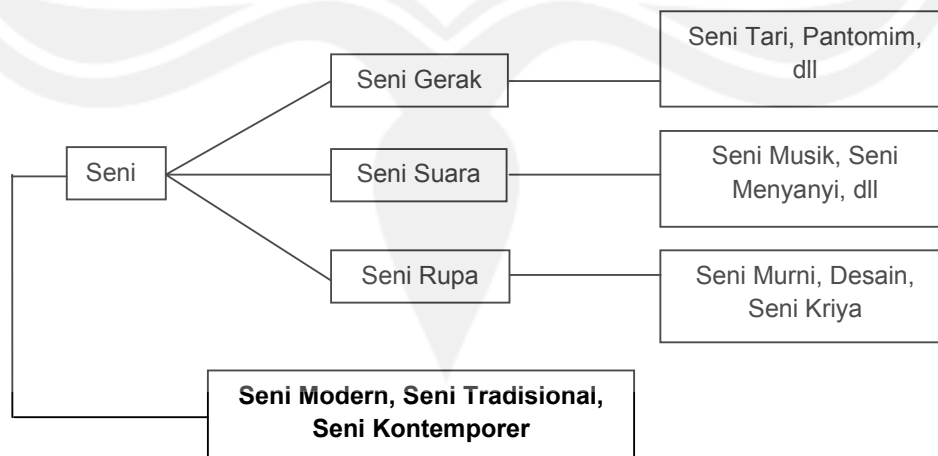 Seni
Seni Gerak
Seni Tari, Pantomim,
dll
Seni Suara
Seni Musik, Seni
Menyanyi, dll
Seni Rupa
Seni Murni, Desain,
Seni Kriya
Seni Modern, Seni Tradisional,
Seni Kontemporer